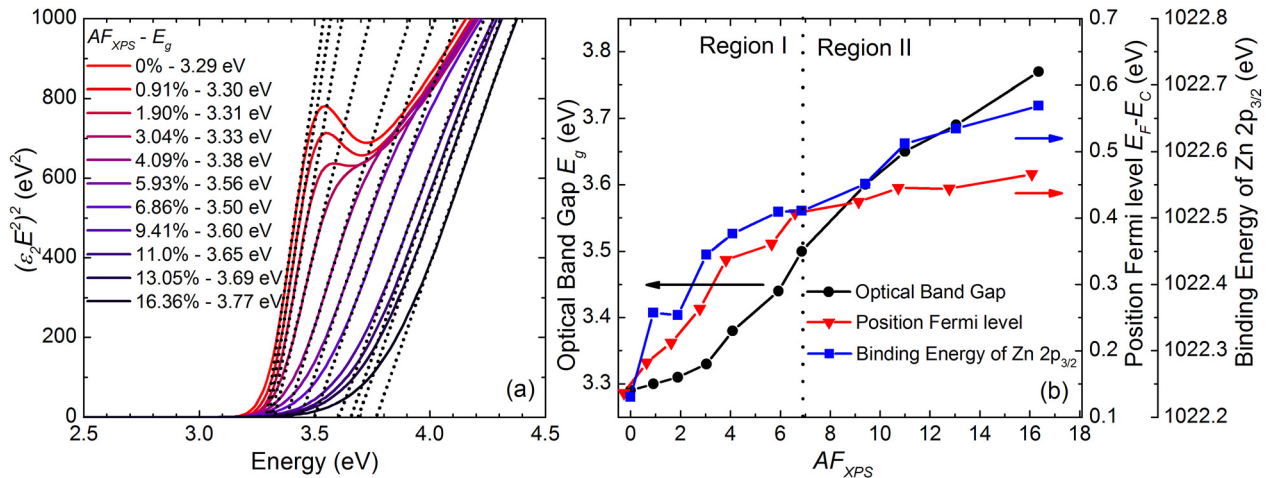 1000
800
600
400
200
0
(ε₂E²)² (eV²)
AF_XPS - E_g
0% - 3.29 eV
0.91% - 3.30 eV
1.90% - 3.31 eV
3.04% - 3.33 eV
4.09% - 3.38 eV
5.93% - 3.56 eV
6.86% - 3.50 eV
9.41% - 3.60 eV
11.0% - 3.65 eV
13.05% - 3.69 eV
16.36% - 3.77 eV
(a)
2.5 3.0 3.5 4.0 4.5
Energy (eV)
3.8
3.7
3.6
3.5
3.4
3.3
Optical Band Gap E_g (eV)
Region I
Region II
Optical Band Gap
Position Fermi level
Binding Energy of Zn 2p₃/₂
(b)
0 2 4 6 8 10 12 14 16 18
AF_XPS
0.7
0.6
0.5
0.4
0.3
0.2
0.1
Position Fermi level E_F-E_C (eV)
1022.8
1022.7
1022.6
1022.5
1022.4
1022.3
1022.2
Binding Energy of Zn 2p₃/₂ (eV)